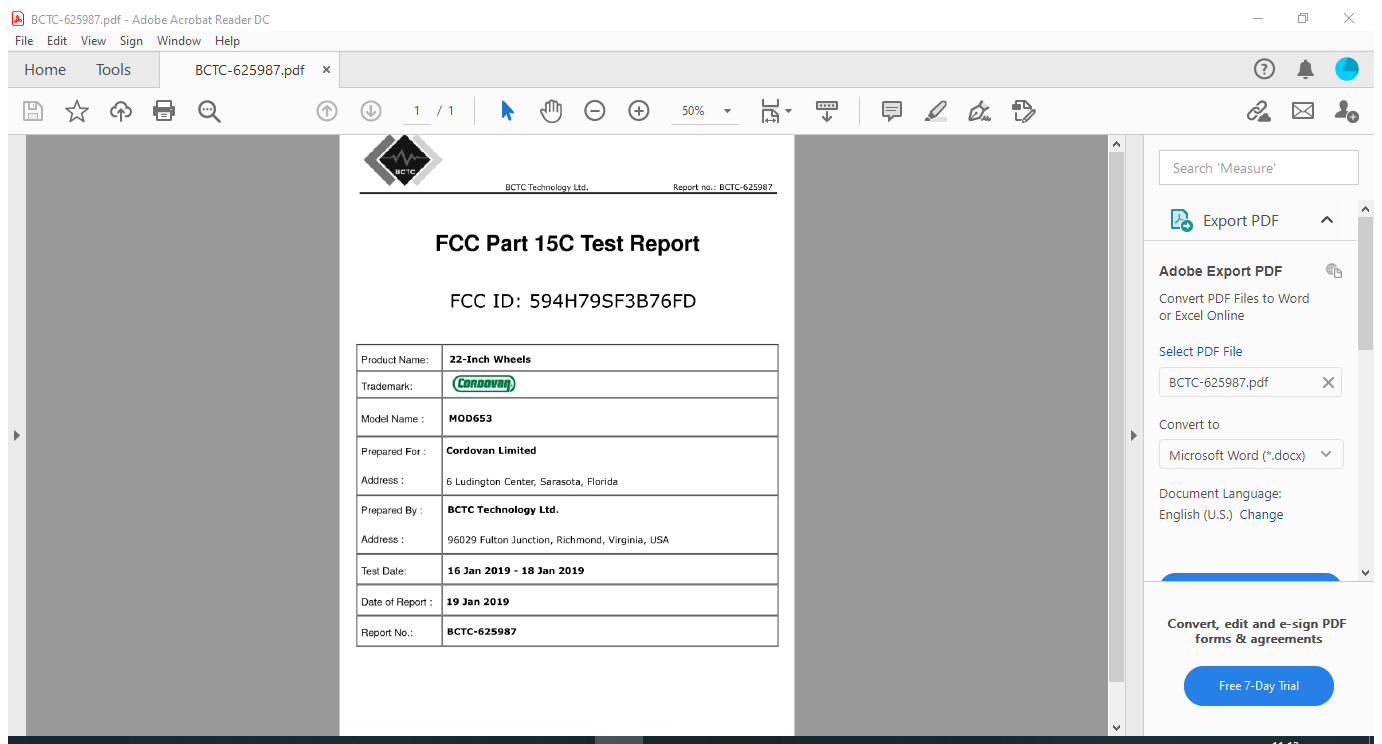 BCTC-625987.pdf - Adobe Acrobat Reader DC
File Edit View Sign Window Help
Home Tools BCTC-625987.pdf ×
1 / 1 50%
BCTC
BCTC Technology Ltd. Report no.: BCTC-625987
FCC Part 15C Test Report
FCC ID: 594H79SF3B76FD
Product Name: 22-Inch Wheels
Trademark: Cordovan
Model Name : MOD653
Prepared For : Cordovan Limited
Address : 6 Ludington Center, Sarasota, Florida
Prepared By : BCTC Technology Ltd.
Address : 96029 Fulton Junction, Richmond, Virginia, USA
Test Date: 16 Jan 2019 - 18 Jan 2019
Date of Report : 19 Jan 2019
Report No.: BCTC-625987
Search 'Measure'
Export PDF
Adobe Export PDF
Convert PDF Files to Word
or Excel Online
Select PDF File
BCTC-625987.pdf
Convert to
Microsoft Word (*.docx)
Document Language:
English (U.S.) Change
Convert, edit and e-sign PDF
forms & agreements
Free 7-Day Trial